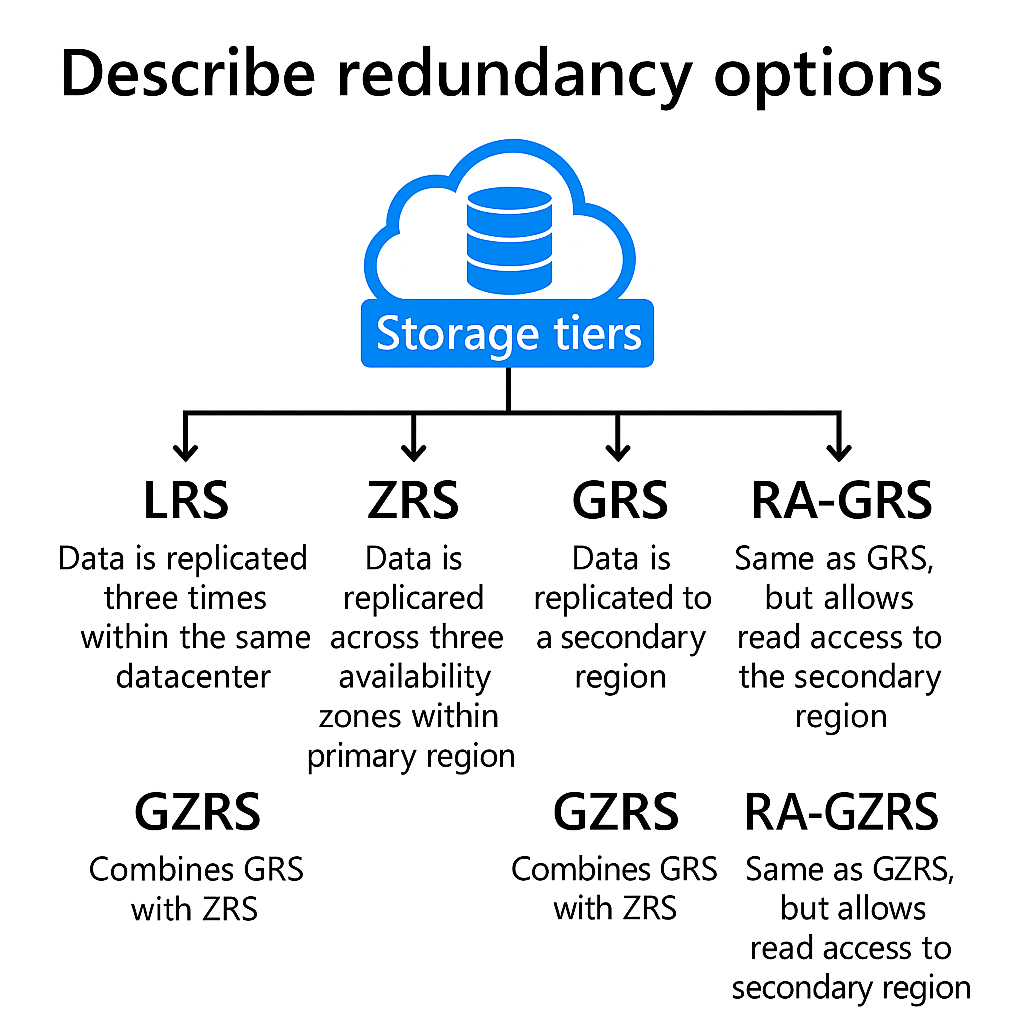 Describe redundancy options
Storage tiers
LRS
Data is replicated
three times
within the same
datacenter
ZRS
Data is
replicared
across three
availability
zones within
primary region
GRS
Data is
replicated to
a secondary
region
RA-GRS
Same as GRS,
but allows
read access to
the secondary
region
GZRS
Combines GRS
with ZRS
GZRS
Combines GRS
with ZRS
RA-GZRS
Same as GZRS,
but allows
read access to
secondary region